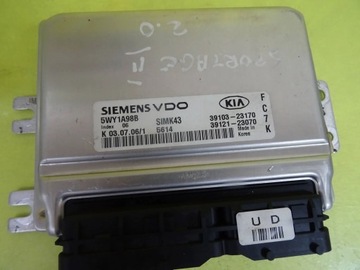 2.0
SPORTAGE II
SIEMENS VDO
KIA
5WY1A98B
Index 06
SIMK43
K 03.07.06/1
6614
39103-23170
39121-23070
Made in
Korea
F
C
7
K
U D